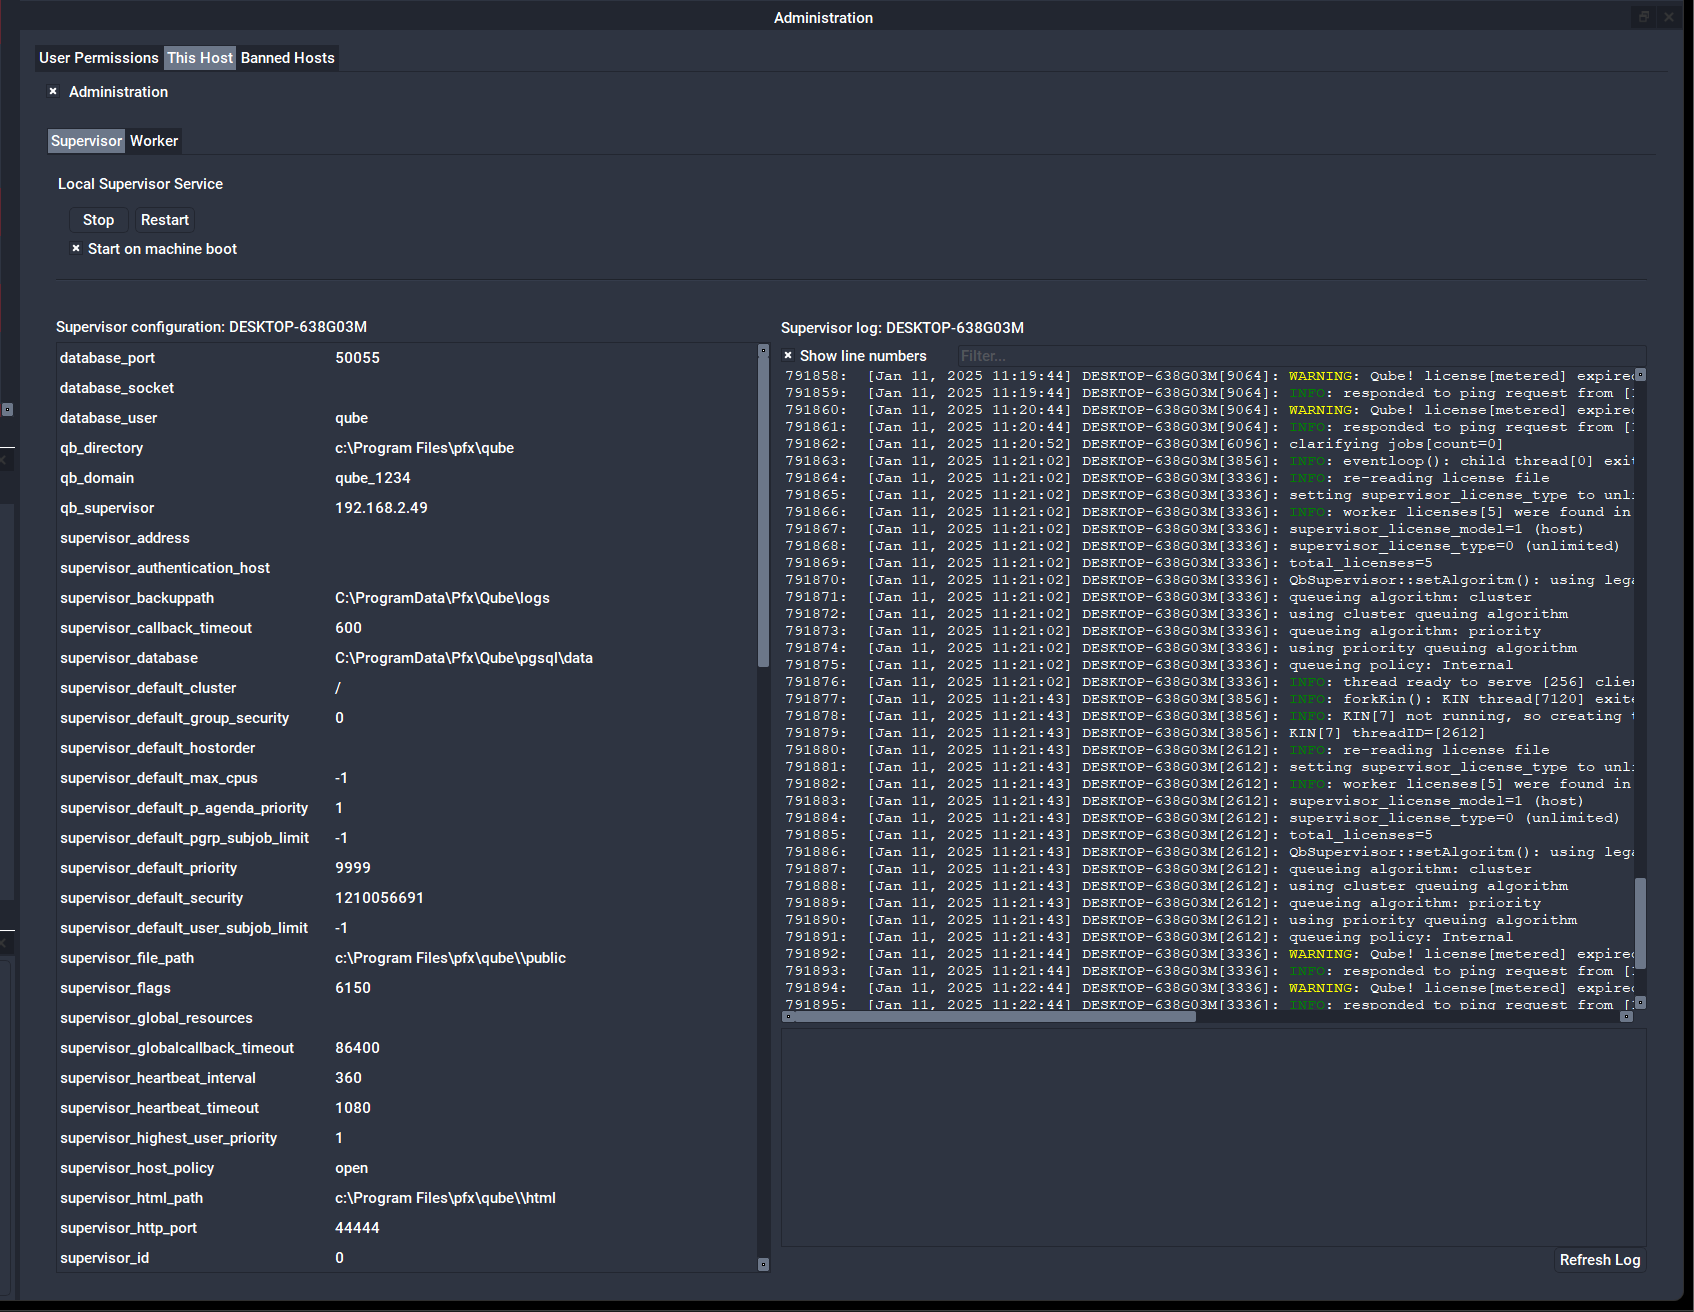 Administration
User Permissions This Host Banned Hosts
Administration
Supervisor Worker
Local Supervisor Service
Stop Restart
Start on machine boot
Supervisor configuration: DESKTOP-638G03M
database_port 50055
database_socket
database_user qube
qb_directory c:\Program Files\pfx\qube
qb_domain qube_1234
qb_supervisor 192.168.2.49
supervisor_address
supervisor_authentication_host
supervisor_backuppath C:\ProgramData\Pfx\Qube\logs
supervisor_callback_timeout 600
supervisor_database C:\ProgramData\Pfx\Qube\pgsql\data
supervisor_default_cluster /
supervisor_default_group_security 0
supervisor_default_hostorder
supervisor_default_max_cpus -1
supervisor_default_p_agenda_priority 1
supervisor_default_pgrp_subjob_limit -1
supervisor_default_priority 9999
supervisor_default_security 1210056691
supervisor_default_user_subjob_limit -1
supervisor_file_path c:\Program Files\pfx\qube\\public
supervisor_flags 6150
supervisor_global_resources
supervisor_globalcallback_timeout 86400
supervisor_heartbeat_interval 360
supervisor_heartbeat_timeout 1080
supervisor_highest_user_priority 1
supervisor_host_policy open
supervisor_html_path c:\Program Files\pfx\qube\\html
supervisor_http_port 44444
supervisor_id 0
Supervisor log: DESKTOP-638G03M
Show line numbers Filter...
791858: [Jan 11, 2025 11:19:44] DESKTOP-638G03M[9064]: WARNING: Qube! license[metered] expired
791859: [Jan 11, 2025 11:19:44] DESKTOP-638G03M[9064]: INFO: responded to ping request from [
791860: [Jan 11, 2025 11:20:44] DESKTOP-638G03M[9064]: WARNING: Qube! license[metered] expired
791861: [Jan 11, 2025 11:20:44] DESKTOP-638G03M[9064]: INFO: responded to ping request from [
791862: [Jan 11, 2025 11:20:52] DESKTOP-638G03M[6096]: clarifying jobs[count=0]
791863: [Jan 11, 2025 11:21:02] DESKTOP-638G03M[3856]: INFO: eventloop(): child thread[0] exit
791864: [Jan 11, 2025 11:21:02] DESKTOP-638G03M[3336]: INFO: re-reading license file
791865: [Jan 11, 2025 11:21:02] DESKTOP-638G03M[3336]: setting supervisor_license_type to unl
791866: [Jan 11, 2025 11:21:02] DESKTOP-638G03M[3336]: INFO: worker licenses[5] were found in
791867: [Jan 11, 2025 11:21:02] DESKTOP-638G03M[3336]: supervisor_license_model=1 (host)
791868: [Jan 11, 2025 11:21:02] DESKTOP-638G03M[3336]: supervisor_license_type=0 (unlimited)
791869: [Jan 11, 2025 11:21:02] DESKTOP-638G03M[3336]: total_licenses=5
791870: [Jan 11, 2025 11:21:02] DESKTOP-638G03M[3336]: QbSupervisor::setAlgoritm(): using lega
791871: [Jan 11, 2025 11:21:02] DESKTOP-638G03M[3336]: queueing algorithm: cluster
791872: [Jan 11, 2025 11:21:02] DESKTOP-638G03M[3336]: using cluster queuing algorithm
791873: [Jan 11, 2025 11:21:02] DESKTOP-638G03M[3336]: queueing algorithm: priority
791874: [Jan 11, 2025 11:21:02] DESKTOP-638G03M[3336]: using priority queuing algorithm
791875: [Jan 11, 2025 11:21:02] DESKTOP-638G03M[3336]: queueing policy: Internal
791876: [Jan 11, 2025 11:21:02] DESKTOP-638G03M[3336]: INFO: thread ready to serve [256] clien
791877: [Jan 11, 2025 11:21:43] DESKTOP-638G03M[3856]: INFO: forkKin(): KIN thread[7120] exite
791878: [Jan 11, 2025 11:21:43] DESKTOP-638G03M[3856]: INFO: KIN[7] not running, so creating
791879: [Jan 11, 2025 11:21:43] DESKTOP-638G03M[3856]: KIN[7] threadID=[2612]
791880: [Jan 11, 2025 11:21:43] DESKTOP-638G03M[2612]: INFO: re-reading license file
791881: [Jan 11, 2025 11:21:43] DESKTOP-638G03M[2612]: setting supervisor_license_type to unl
791882: [Jan 11, 2025 11:21:43] DESKTOP-638G03M[2612]: INFO: worker licenses[5] were found in
791883: [Jan 11, 2025 11:21:43] DESKTOP-638G03M[2612]: supervisor_license_model=1 (host)
791884: [Jan 11, 2025 11:21:43] DESKTOP-638G03M[2612]: supervisor_license_type=0 (unlimited)
791885: [Jan 11, 2025 11:21:43] DESKTOP-638G03M[2612]: total_licenses=5
791886: [Jan 11, 2025 11:21:43] DESKTOP-638G03M[2612]: QbSupervisor::setAlgoritm(): using lega
791887: [Jan 11, 2025 11:21:43] DESKTOP-638G03M[2612]: queueing algorithm: cluster
791888: [Jan 11, 2025 11:21:43] DESKTOP-638G03M[2612]: using cluster queuing algorithm
791889: [Jan 11, 2025 11:21:43] DESKTOP-638G03M[2612]: queueing algorithm: priority
791890: [Jan 11, 2025 11:21:43] DESKTOP-638G03M[2612]: using priority queuing algorithm
791891: [Jan 11, 2025 11:21:43] DESKTOP-638G03M[2612]: queueing policy: Internal
791892: [Jan 11, 2025 11:21:44] DESKTOP-638G03M[3336]: WARNING: Qube! license[metered] expired
791893: [Jan 11, 2025 11:21:44] DESKTOP-638G03M[3336]: INFO: responded to ping request from [
791894: [Jan 11, 2025 11:22:44] DESKTOP-638G03M[3336]: WARNING: Qube! license[metered] expired
791895: [Jan 11, 2025 11:22:44] DESKTOP-638G03M[3336]: INFO: responded to ping request from [
Refresh Log